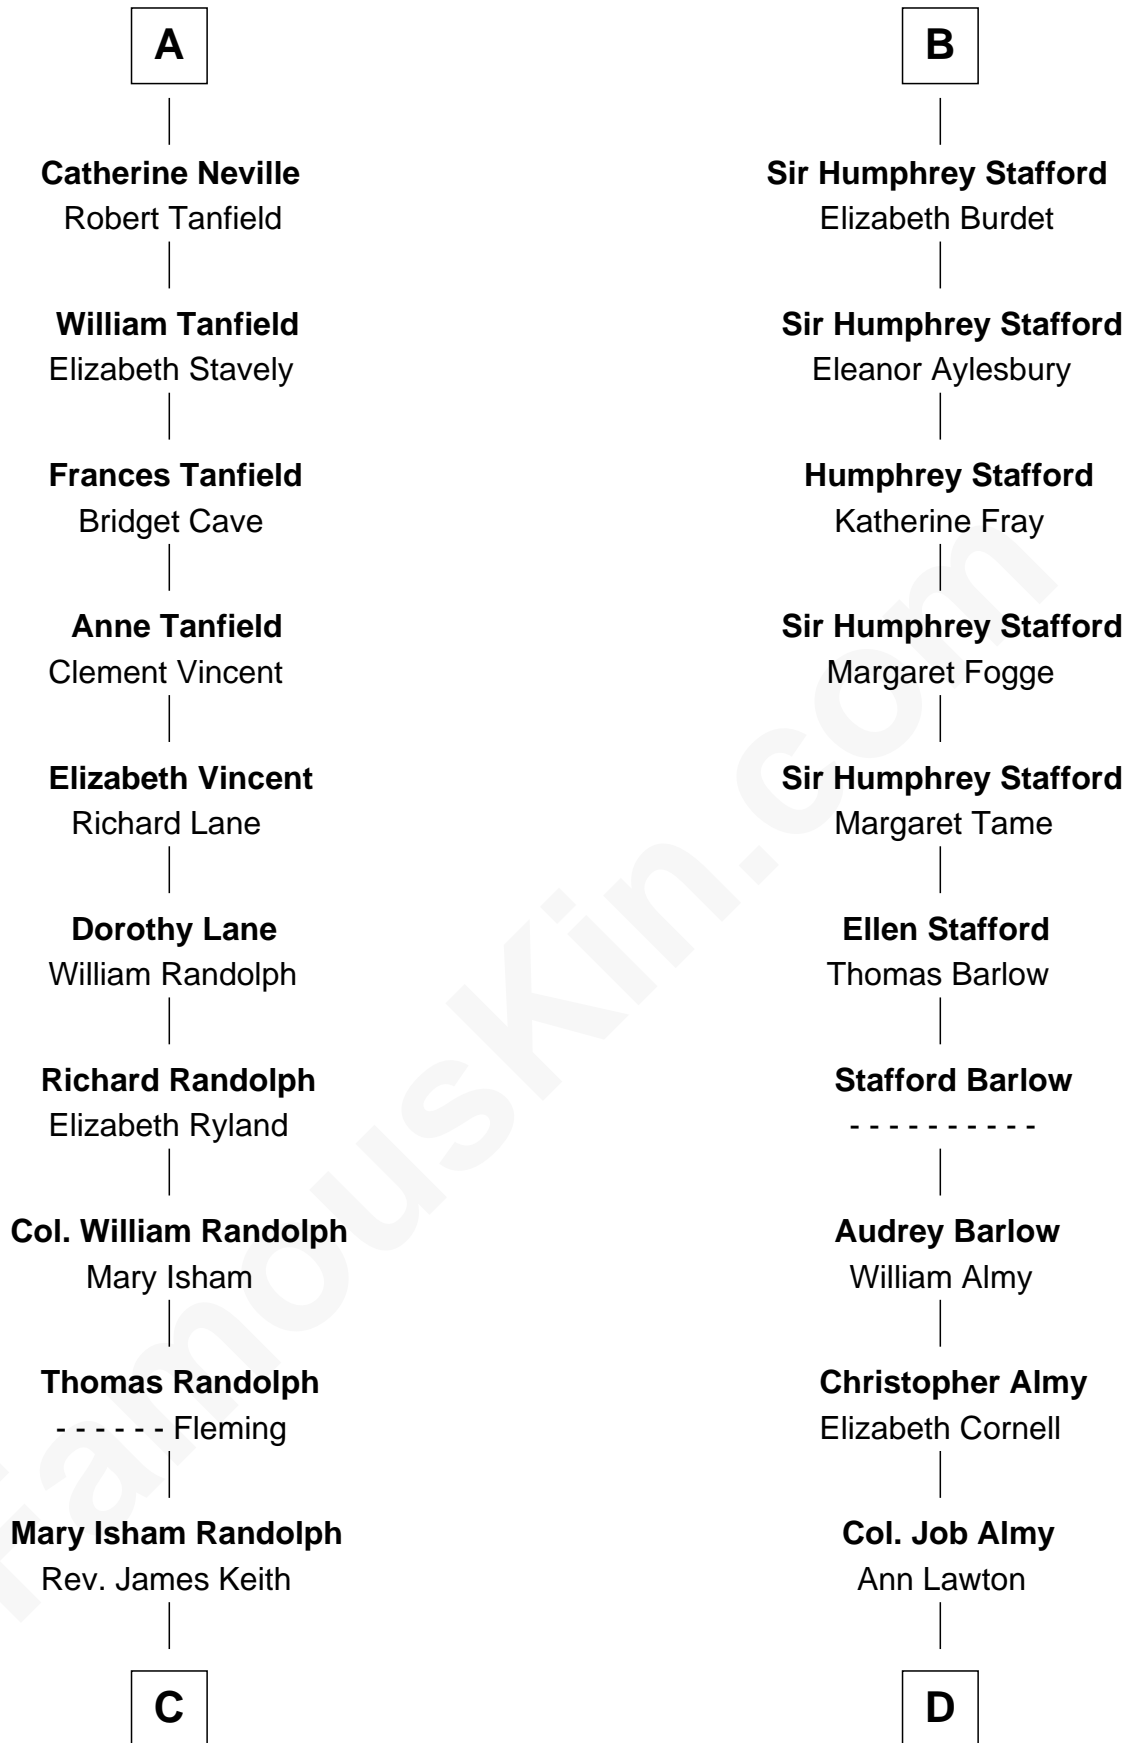 A
Catherine Neville
Robert Tanfield
William Tanfield
Elizabeth Stavely
Frances Tanfield
Bridget Cave
Anne Tanfield
Clement Vincent
Elizabeth Vincent
Richard Lane
Dorothy Lane
William Randolph
Richard Randolph
Elizabeth Ryland
Col. William Randolph
Mary Isham
Thomas Randolph
- - - - - - Fleming
Mary Isham Randolph
Rev. James Keith
C
B
Sir Humphrey Stafford
Elizabeth Burdet
Sir Humphrey Stafford
Eleanor Aylesbury
Humphrey Stafford
Katherine Fray
Sir Humphrey Stafford
Margaret Fogge
Sir Humphrey Stafford
Margaret Tame
Ellen Stafford
Thomas Barlow
Stafford Barlow
- - - - - - - - - -
Audrey Barlow
William Almy
Christopher Almy
Elizabeth Cornell
Col. Job Almy
Ann Lawton
D
FamousKin.com